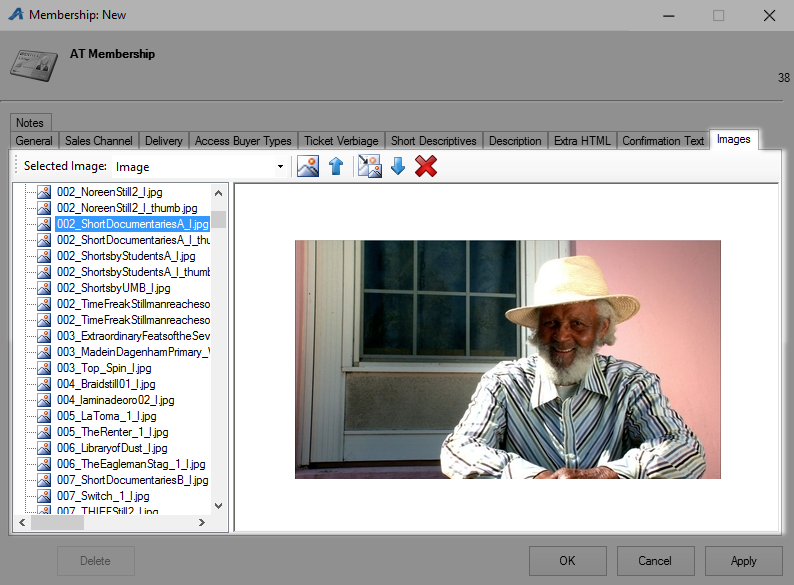 Membership: New
AT Membership
38
Notes
General Sales Channel Delivery Access Buyer Types Ticket Verbiage Short Descriptives Description Extra HTML Confirmation Text Images
Selected Image: Image
002_NoreenStill2_l.jpg
002_NoreenStill2_l_thumb.jpg
002_ShortDocumentariesA_l.jpg
002_ShortDocumentariesA_l_thu
002_ShortsbyStudentsA_l.jpg
002_ShortsbyStudentsA_l_thumb
002_ShortsbyUMB_l.jpg
002_TimeFreakStillmanreacheso
002_TimeFreakStillmanreacheso
003_ExtraordinaryFeatsoftheSev
003_MadeinDagenhamPrimary_
003_Top_Spin_l.jpg
004_Braidstill01_l.jpg
004_laminadeoro02_l.jpg
005_LaToma_1_l.jpg
005_TheRenter_1_l.jpg
006_LibraryofDust_l.jpg
006_TheEaglemanStag_1_l.jpg
007_ShortDocumentariesB_l.jpg
007_Switch_1_l.jpg
007_THIEFStill2_l.jpg
Delete OK Cancel Apply